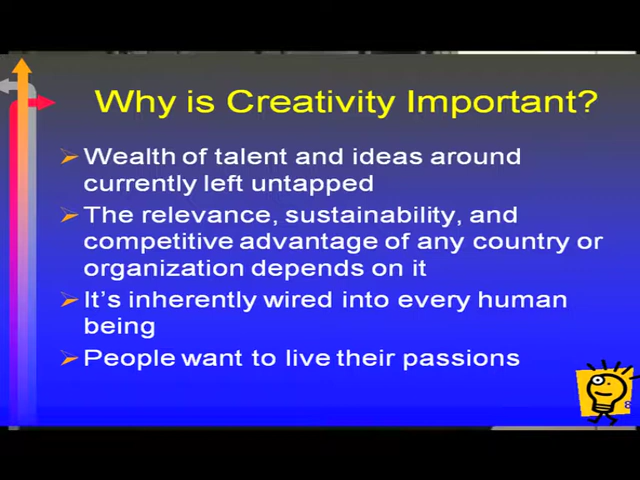 Why is Creativity Important?
Wealth of talent and ideas around
currently left untapped
The relevance, sustainability, and
competitive advantage of any country or
organization depends on it
It's inherently wired into every human
being
People want to live their passions
8